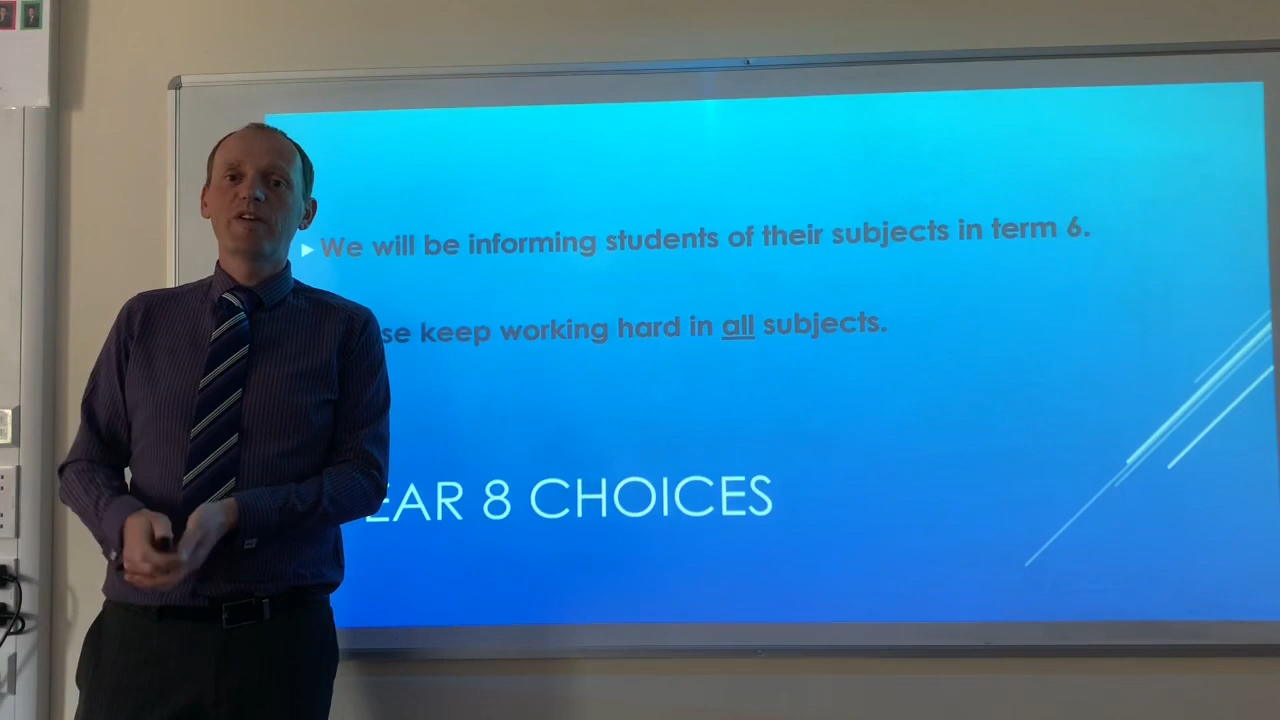 We will be informing students of their subjects in term 6.
se keep working hard in all subjects.
EAR 8 CHOICES